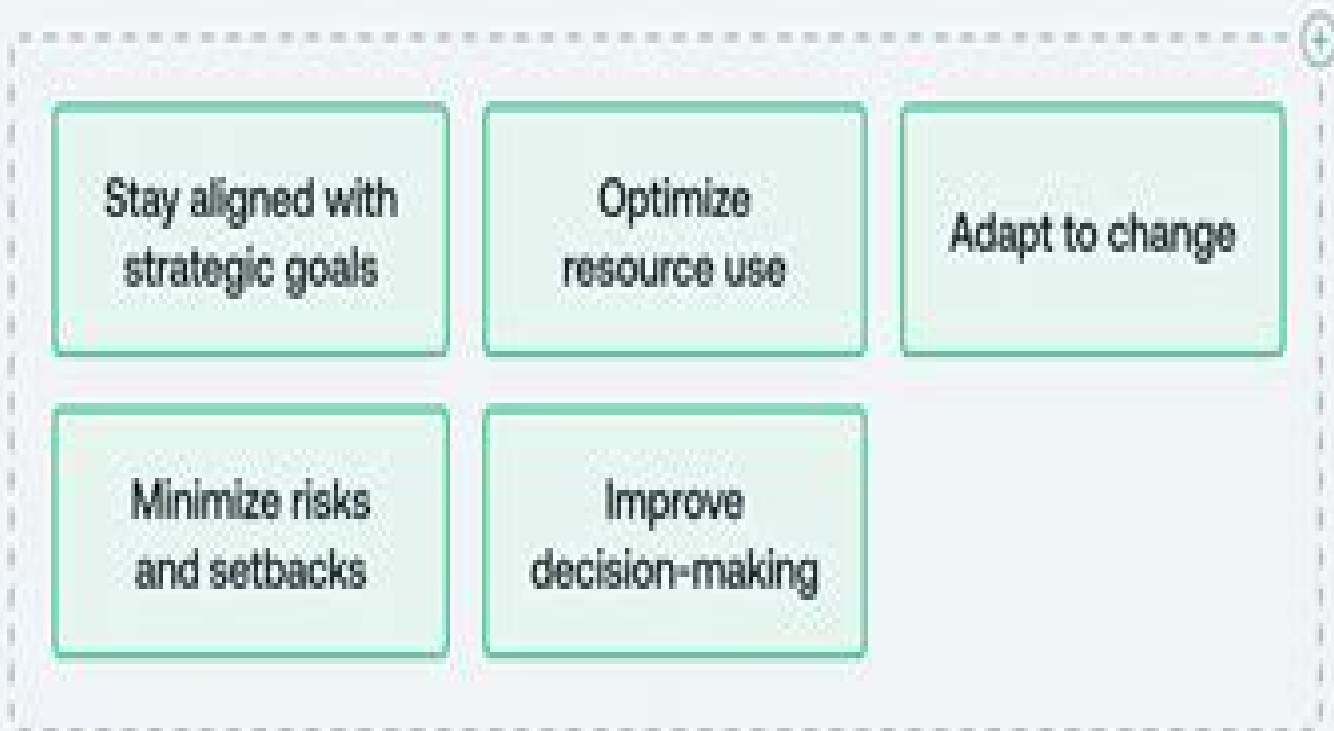 Stay aligned with
strategic goals
Optimize
resource use
Adapt to change
Minimize risks
and setbacks
Improve
decision-making